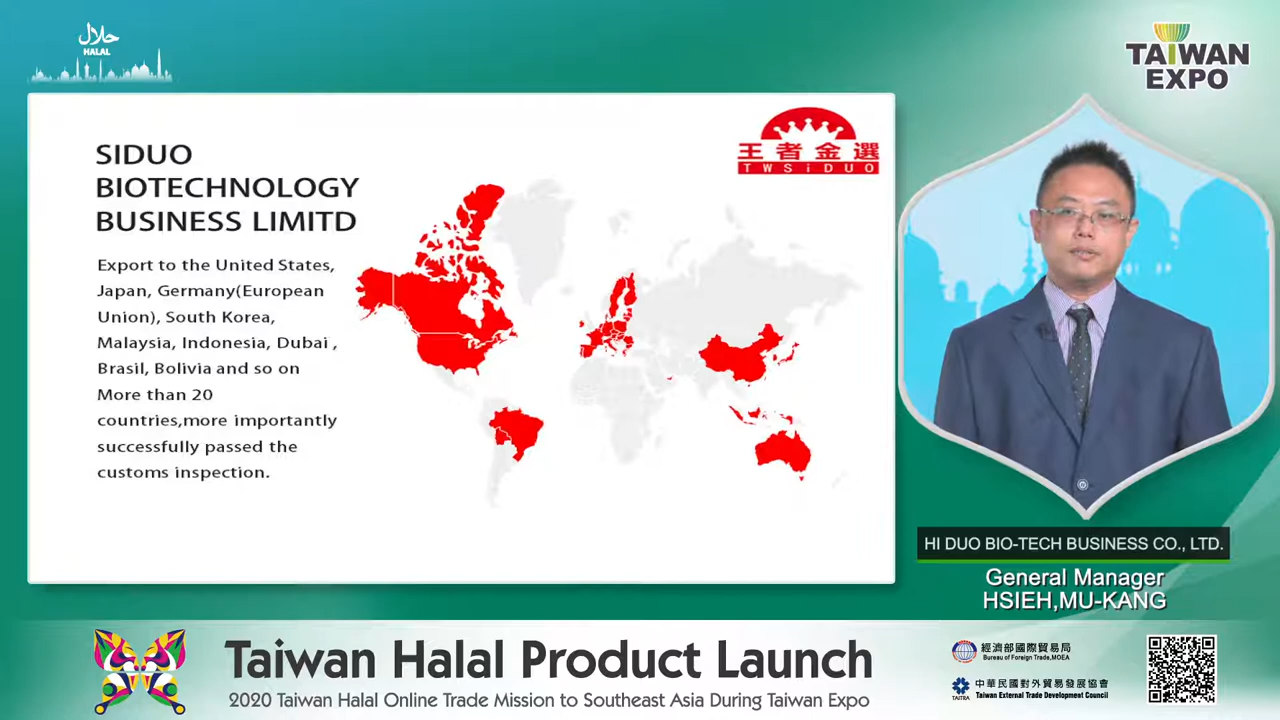 حلال
HALAL
TAIWAN
EXPO
王者金選
TWSiDUO
SIDUO
BIOTECHNOLOGY
BUSINESS LIMITD
Export to the United States,
Japan, Germany(European
Union), South Korea,
Malaysia, Indonesia, Dubai ,
Brasil, Bolivia and so on
More than 20
countries,more importantly
successfully passed the
customs inspection.
HI DUO BIO-TECH BUSINESS CO., LTD.
General Manager
HSIEH,MU-KANG
Taiwan Halal Product Launch
2020 Taiwan Halal Online Trade Mission to Southeast Asia During Taiwan Expo
經濟部國際貿易局
Bureau of Foreign Trade,MOEA
中華民國對外貿易發展協會
TAITRA
Taiwan External Trade Development Council